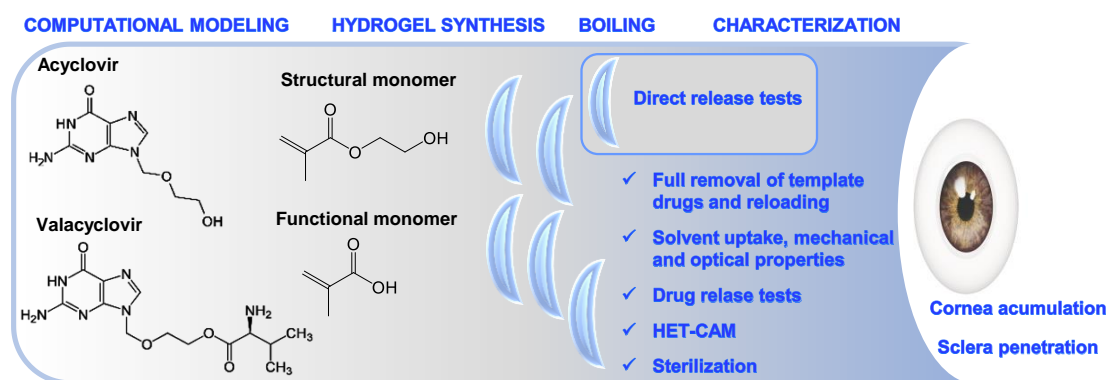 COMPUTATIONAL MODELING
HYDROGEL SYNTHESIS
BOILING
CHARACTERIZATION
Acyclovir
O
HN
N
H₂N
N
N
O
OH
Valacyclovir
O
HN
N
H₂N
N
N
O
O
O
NH₂
CH₃
CH₃
Structural monomer
O
O
OH
Functional monomer
O
OH
Direct release tests
✓ Full removal of template
drugs and reloading
✓ Solvent uptake, mechanical
and optical properties
✓ Drug relase tests
✓ HET-CAM
✓ Sterilization
Cornea acumulation
Sclera penetration